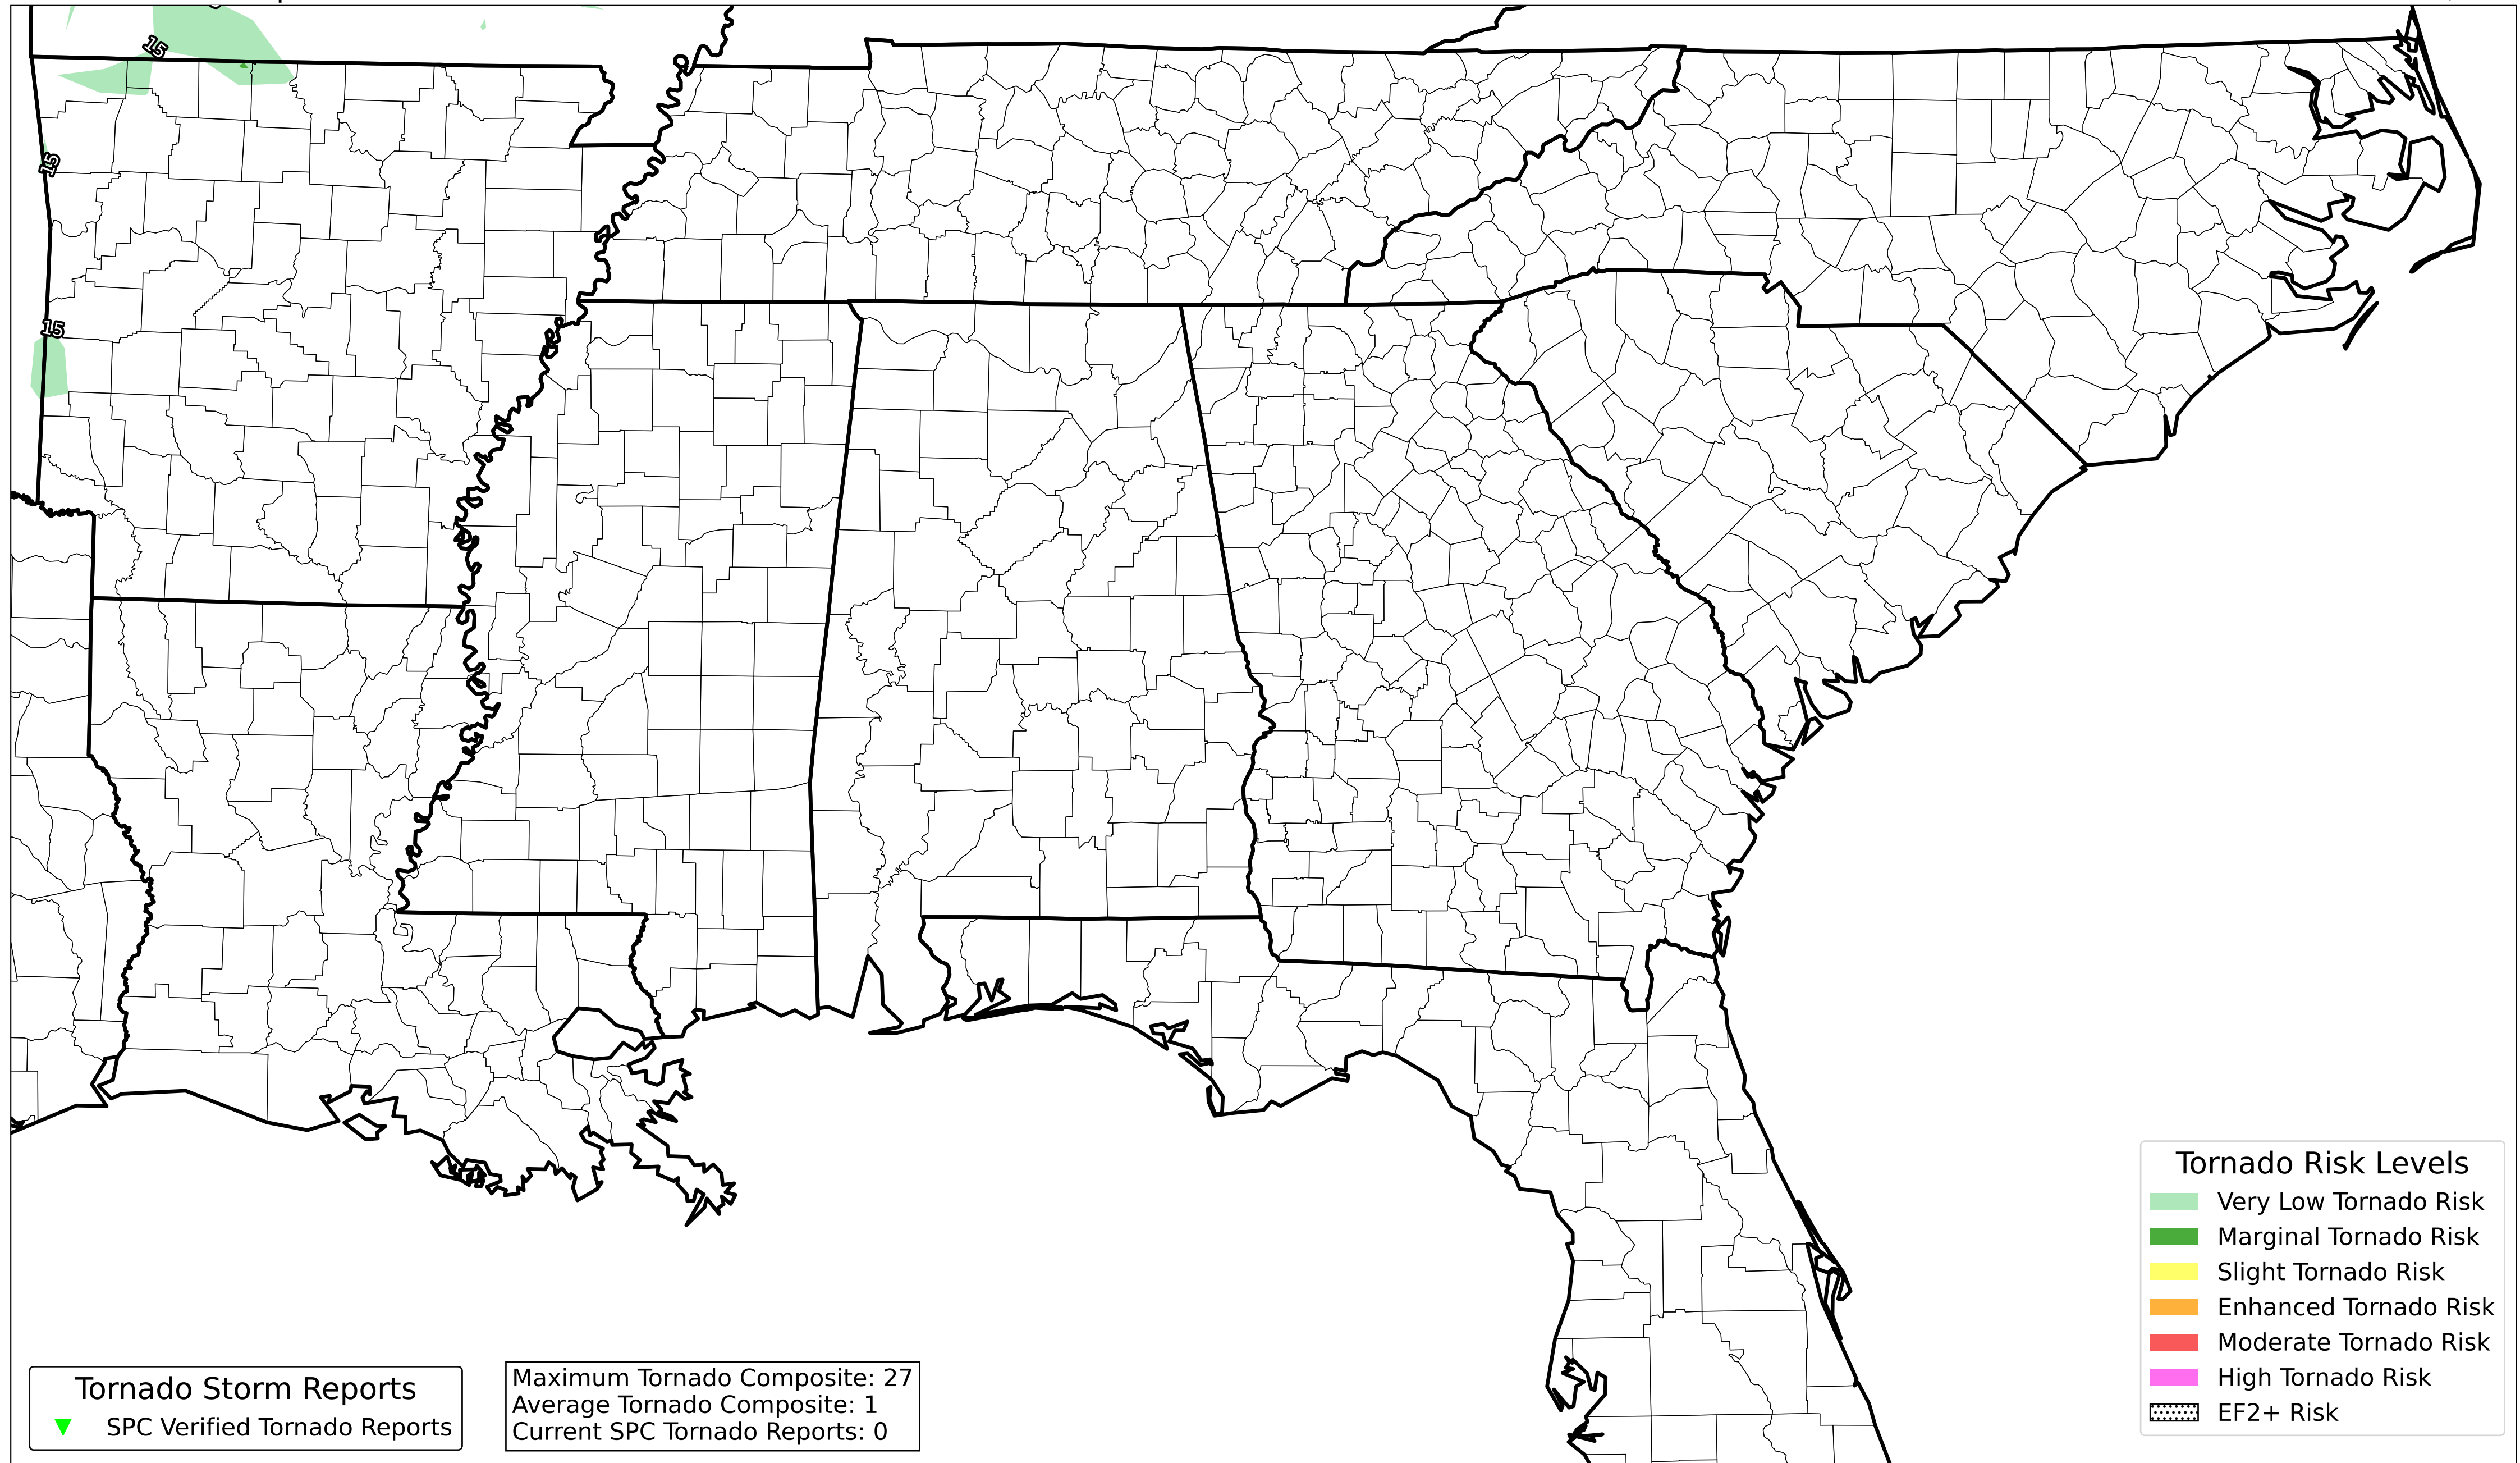 15
15
15
Tornado Risk Levels
Very Low Tornado Risk
Marginal Tornado Risk
Slight Tornado Risk
Enhanced Tornado Risk
Moderate Tornado Risk
High Tornado Risk
EF2+ Risk
Tornado Storm Reports
SPC Verified Tornado Reports
Maximum Tornado Composite: 27
Average Tornado Composite: 1
Current SPC Tornado Reports: 0